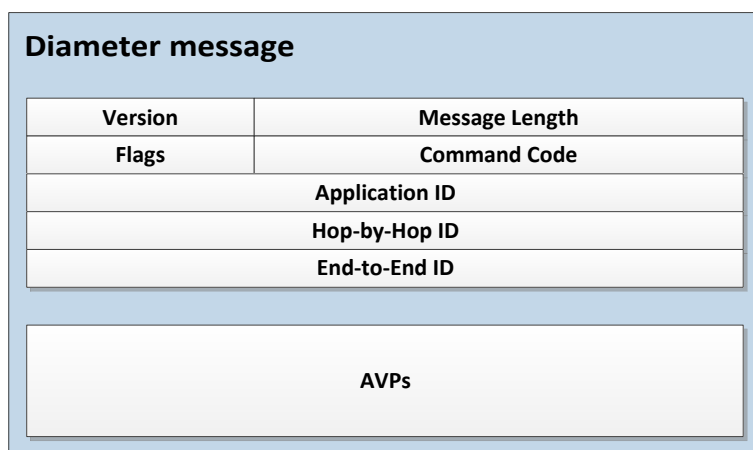 Diameter message
Version Message Length
Flags Command Code
Application ID
Hop-by-Hop ID
End-to-End ID
AVPs